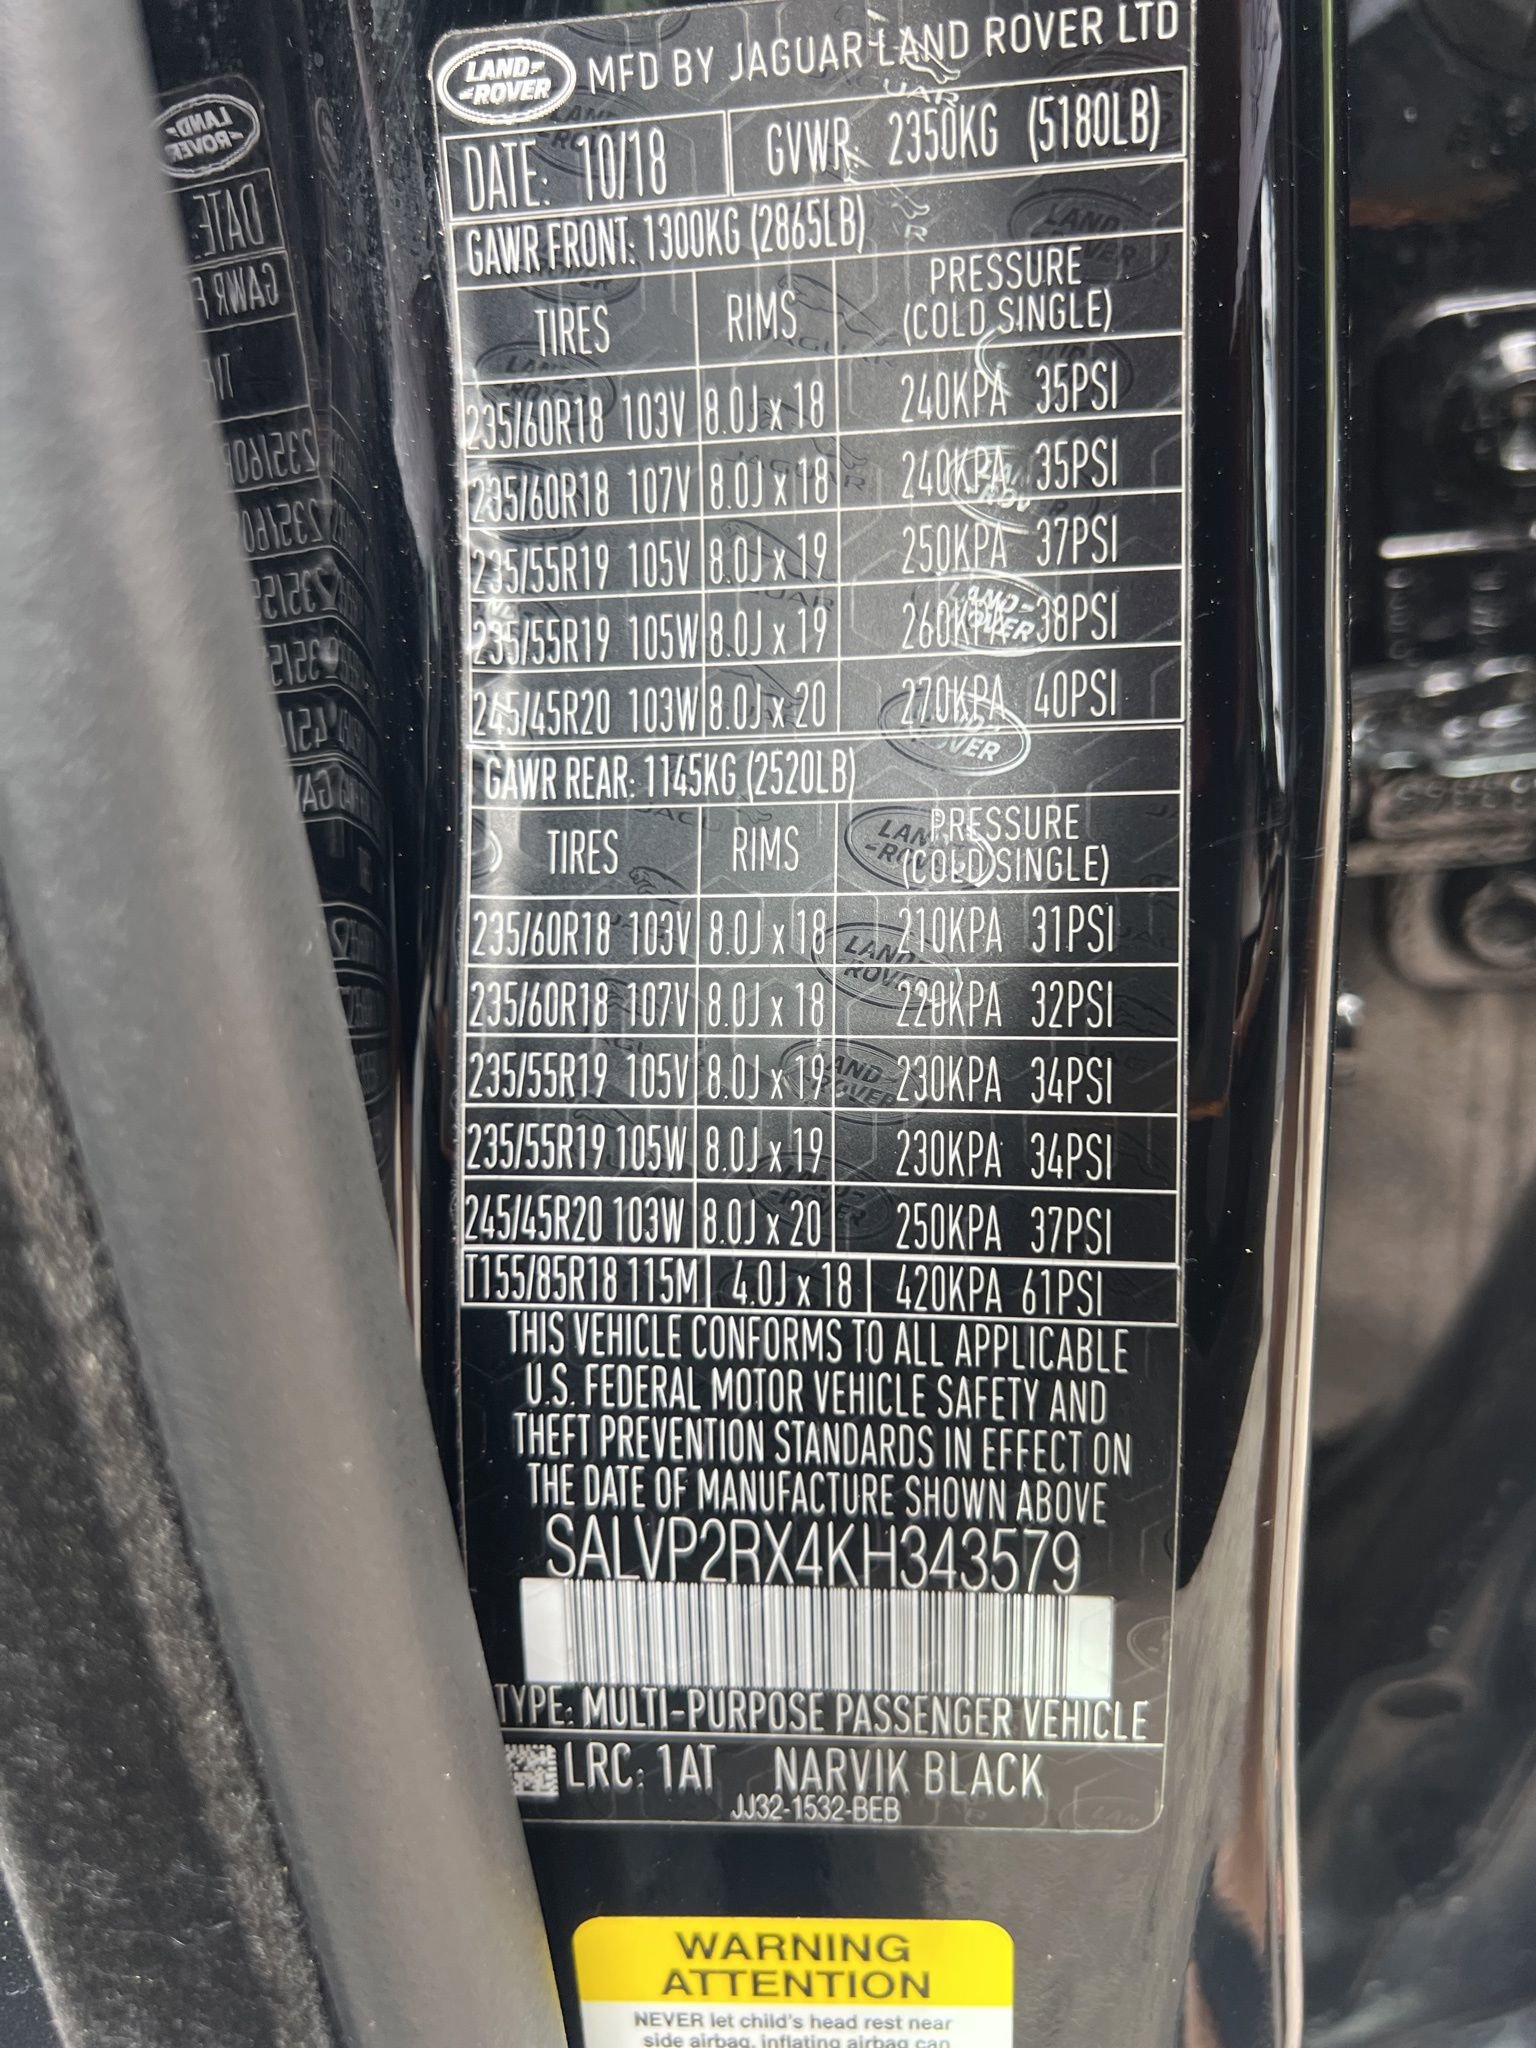 LAND-
-ROVER
MFD BY JAGUAR LAND ROVER LTD
DATE: 10/18 GVWR: 2350KG (5180LB)
GAWR FRONT: 1300KG (2865LB)
TIRES RIMS PRESSURE
(COLD SINGLE)
235/60R18 103V 8.0J x 18 240KPA 35PSI
235/60R18 107V 8.0J x 18 240KPA 35PSI
235/55R19 105V 8.0J x 19 250KPA 37PSI
235/55R19 105W 8.0J x 19 260KPA 38PSI
245/45R20 103W 8.0J x 20 270KPA 40PSI
GAWR REAR: 1145KG (2520LB)
TIRES RIMS PRESSURE
(COLD SINGLE)
235/60R18 103V 8.0J x 18 210KPA 31PSI
235/60R18 107V 8.0J x 18 220KPA 32PSI
235/55R19 105V 8.0J x 19 230KPA 34PSI
235/55R19 105W 8.0J x 19 230KPA 34PSI
245/45R20 103W 8.0J x 20 250KPA 37PSI
T155/85R18 115M 4.0J x 18 420KPA 61PSI
THIS VEHICLE CONFORMS TO ALL APPLICABLE
U.S. FEDERAL MOTOR VEHICLE SAFETY AND
THEFT PREVENTION STANDARDS IN EFFECT ON
THE DATE OF MANUFACTURE SHOWN ABOVE
SALVP2RX4KH343579
TYPE: MULTI-PURPOSE PASSENGER VEHICLE
LRC: 1AT NARVIK BLACK
JJ32-1532-BEB
WARNING
ATTENTION
NEVER let child's head rest near
side airbag, inflating airbag can